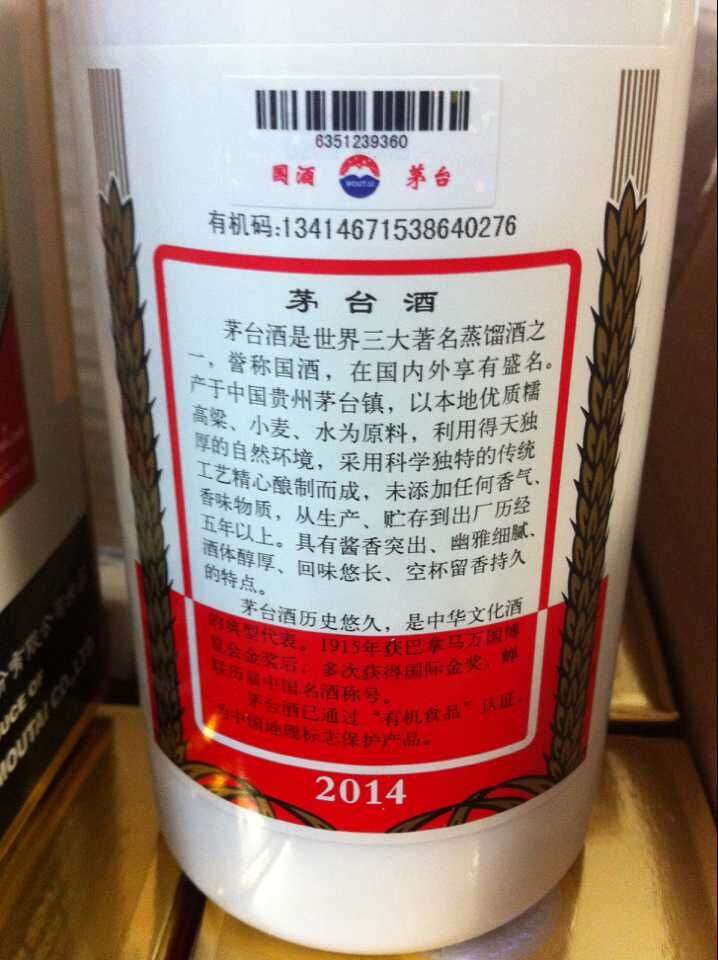 6351239360
国酒 MOUTAI 茅台
有机码:13414671538640276
茅台酒
茅台酒是世界三大著名蒸馏酒之
一，誉称国酒，在国内外享有盛名。
产于中国贵州茅台镇，以本地优质糯
高粱、小麦、水为原料，利用得天独
厚的自然环境，采用科学独特的传统
工艺精心酿制而成，未添加任何香气、
香味物质，从生产、贮存到出厂历经
五年以上。具有酱香突出、幽雅细腻、
酒体醇厚、回味悠长、空杯留香持久
的特点。
茅台酒历史悠久，是中华文化酒
的典型代表。1915年获巴拿马万国博
览会金奖后，多次获得国际金奖，蝉
联历届中国名酒称号。
茅台酒已通过“有机食品”认证，
为中国地理标志保护产品。
2014
份有限公司
DUCE OF
MOUTAI CO.,LTD